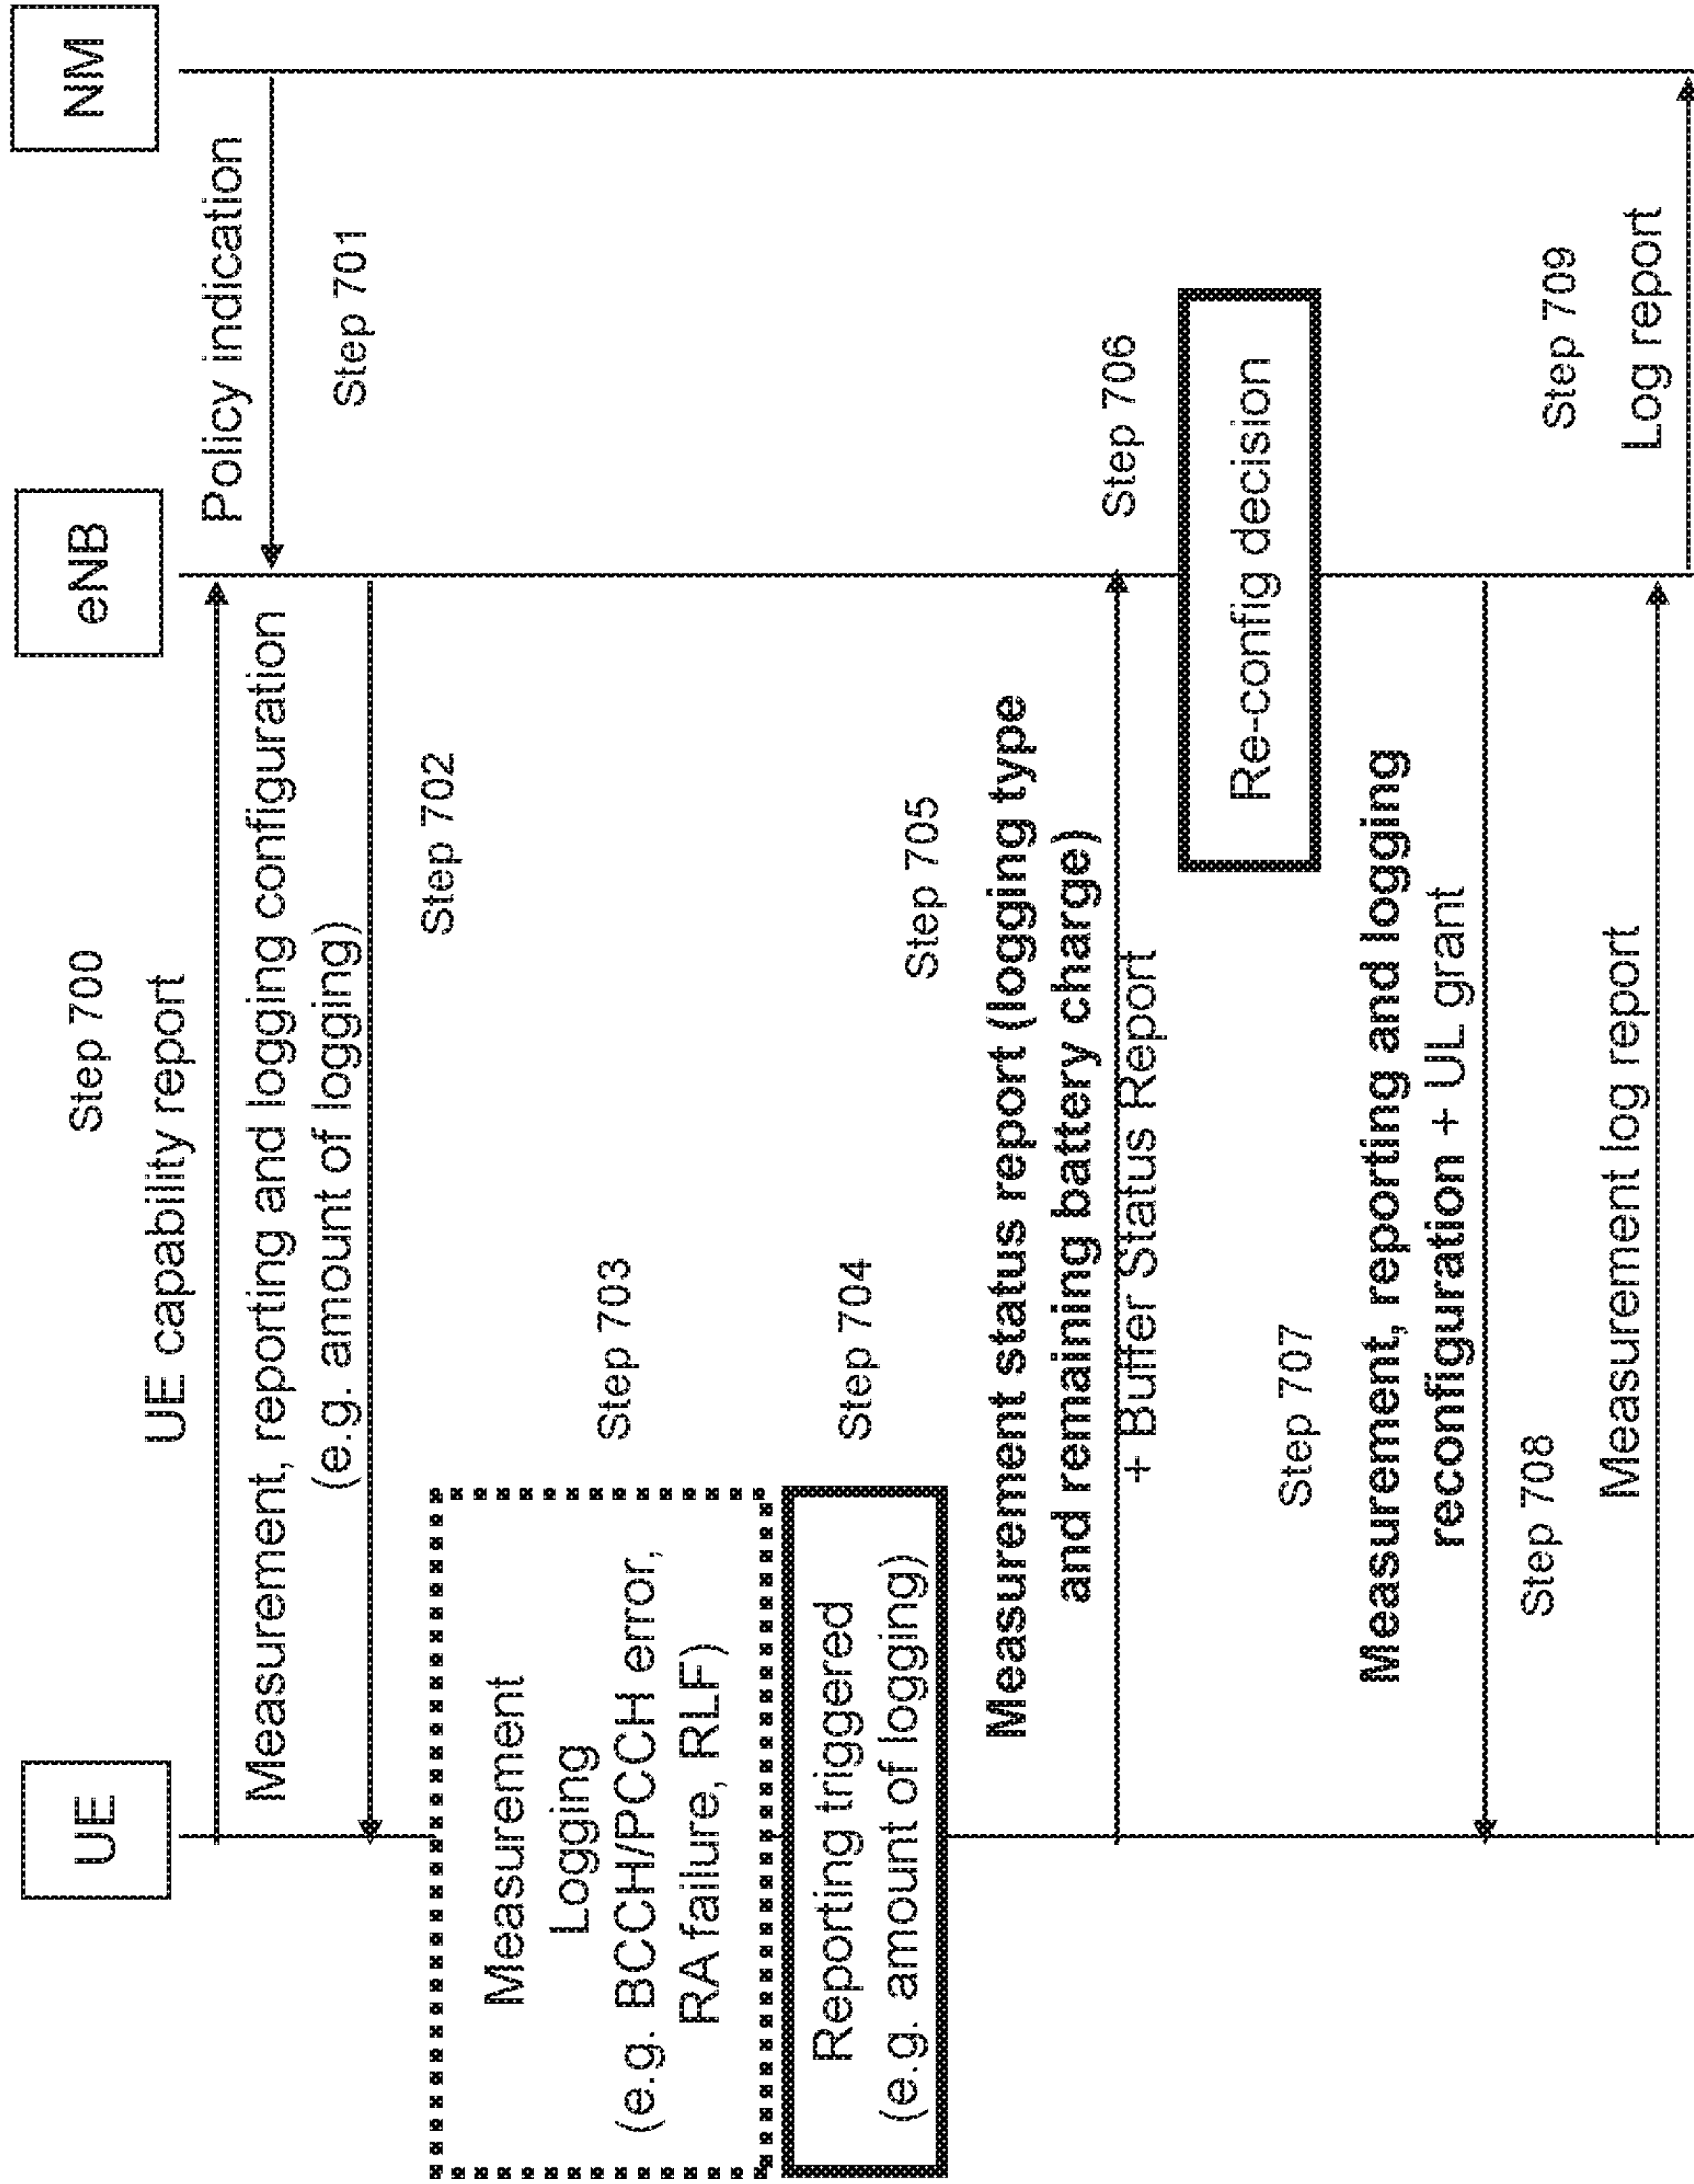 UE
eNB
NM
Step 700
UE capability report
Policy indication
Step 701
Measurement, reporting and logging configuration
(e.g. amount of logging)
Step 702
Measurement
Logging
(e.g. BCCH/PCCH error,
RA failure, RLF)
Step 703
Reporting triggered
(e.g. amount of logging)
Step 704
Step 705
Measurement status report (logging type
and remaining battery charge)
+ Buffer Status Report
Step 706
Re-config decision
Step 707
Measurement, reporting and logging
reconfiguration + UL grant
Step 708
Measurement log report
Step 709
Log report